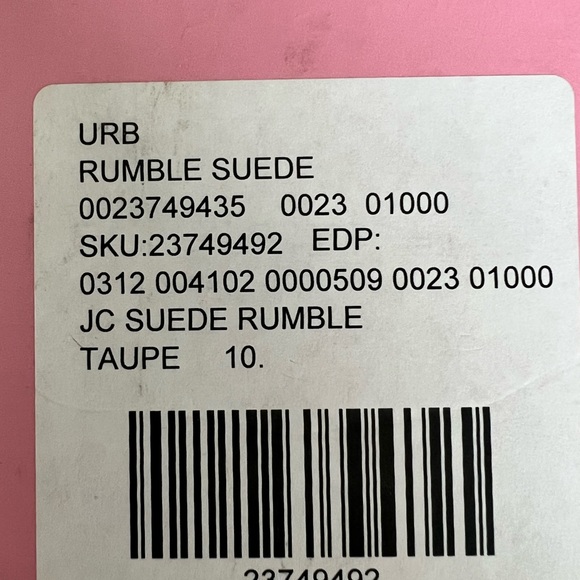 URB
RUMBLE SUEDE
0023749435 0023 01000
SKU:23749492 EDP:
0312 004102 0000509 0023 01000
JC SUEDE RUMBLE
TAUPE 10.
23749492